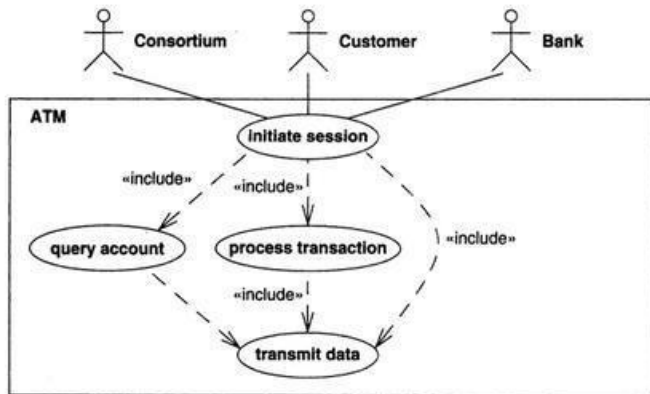 Consortium
Customer
Bank
ATM
initiate session
«include»
«include»
«include»
query account
process transaction
«include»
transmit data